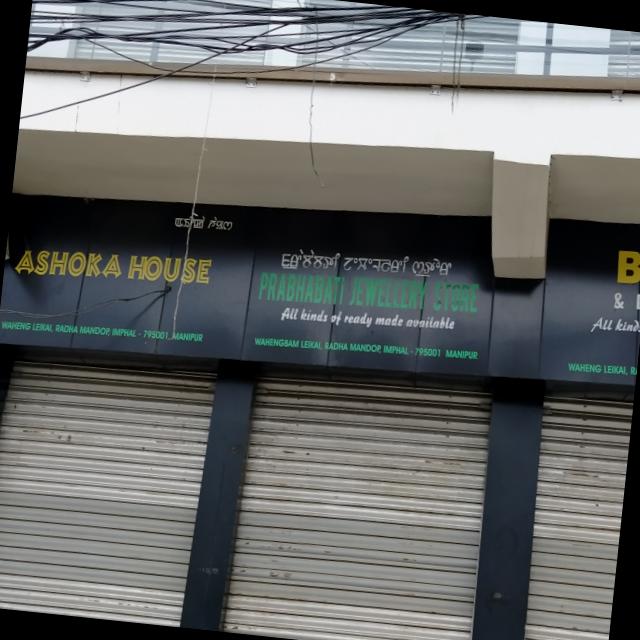 ASHOKA HOUSE
WAHENG LEIKAI, RADHA MANDOP, IMPHAL - 795001, MANIPUR
PRABHABATI JEWELLERY STORE
All kinds of ready made available
WAHENGBAM LEIKAI, RADHA MANDOP, IMPHAL - 795001 MANIPUR
B
&
All kind
WAHENG LEIKAI, RA